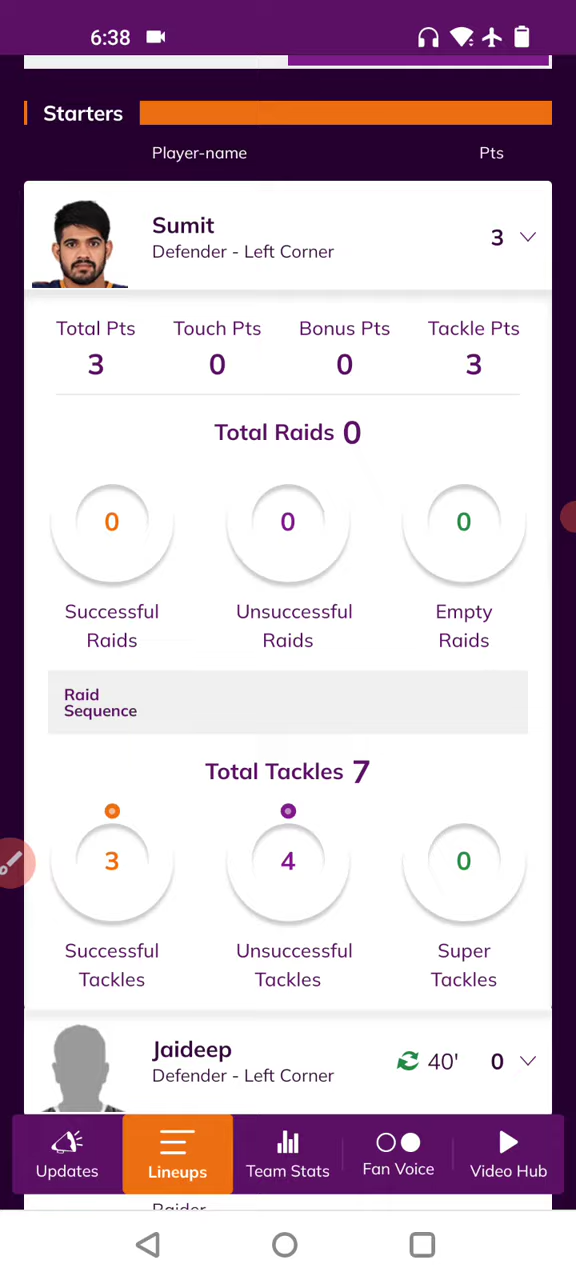 6:38
Starters
Player-name Pts
Sumit
Defender - Left Corner
3
Total Pts Touch Pts Bonus Pts Tackle Pts
3 0 0 3
Total Raids 0
0 0 0
Successful Raids
Unsuccessful Raids
Empty Raids
Raid
Sequence
Total Tackles 7
3 4 0
Successful Tackles
Unsuccessful Tackles
Super Tackles
Jaideep
Defender - Left Corner
40' 0
Updates Lineups Team Stats Fan Voice Video Hub
Raider